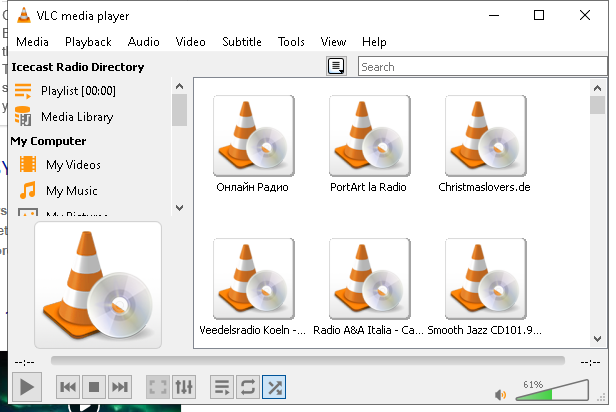 VLC media player
Media Playback Audio Video Subtitle Tools View Help
Icecast Radio Directory
Search
Playlist [00:00]
Media Library
My Computer
My Videos
My Music
My Pictures
Онлайн Радио
PortArt la Radio
Christmaslovers.de
Veedelsradio Koeln -...
Radio A&A Italia - Ca...
Smooth Jazz CD101.9...
--:--
--:--
61%